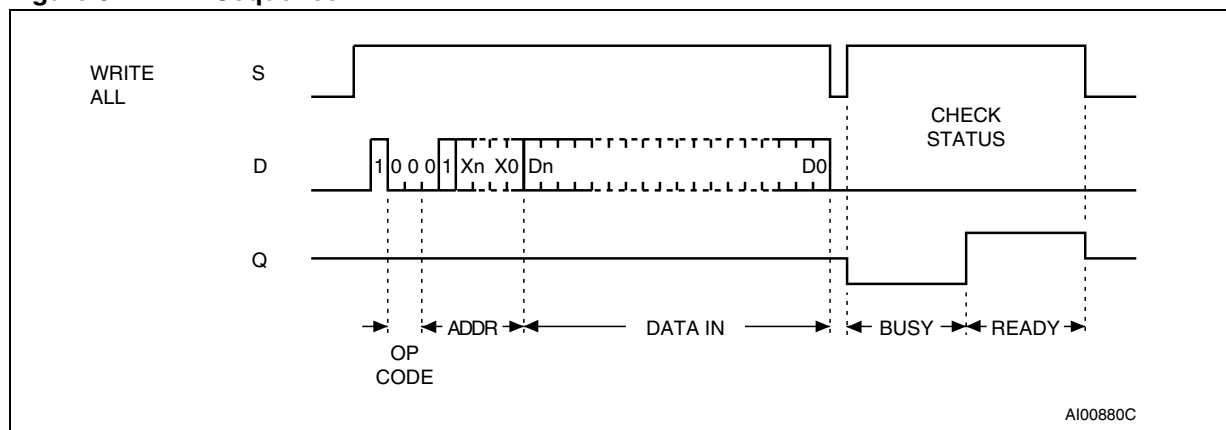 WRITE ALL
S
CHECK STATUS
D
1 0 0 0 1 Xn X0 Dn D0
Q
ADDR DATA IN BUSY READY
OP CODE
AI00880C